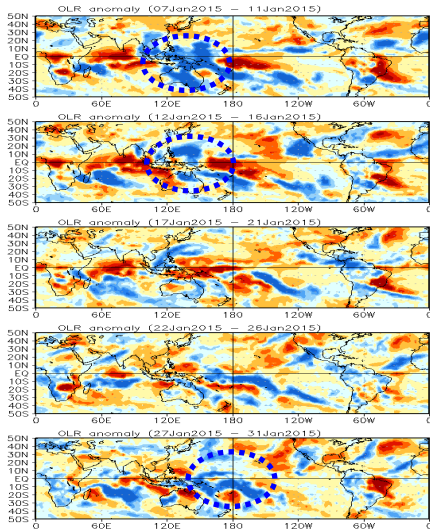 OLR anomaly (07Jan2015 – 11Jan2015)
50N
40N
30N
20N
10N
EQ
10S
20S
30S
40S
50S
0 60E 120E 180 120W 60W 0
OLR anomaly (12Jan2015 – 16Jan2015)
50N
40N
30N
20N
10N
EQ
10S
20S
30S
40S
50S
0 60E 120E 180 120W 60W 0
OLR anomaly (17Jan2015 – 21Jan2015)
50N
40N
30N
20N
10N
EQ
10S
20S
30S
40S
50S
0 60E 120E 180 120W 60W 0
OLR anomaly (22Jan2015 – 26Jan2015)
50N
40N
30N
20N
10N
EQ
10S
20S
30S
40S
50S
0 60E 120E 180 120W 60W 0
OLR anomaly (27Jan2015 – 31Jan2015)
50N
40N
30N
20N
10N
EQ
10S
20S
30S
40S
50S
0 60E 120E 180 120W 60W 0